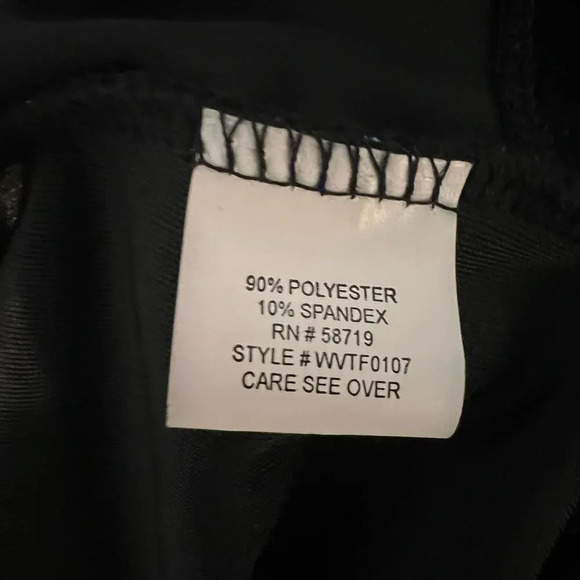 90% POLYESTER
10% SPANDEX
RN # 58719
STYLE # WVTF0107
CARE SEE OVER